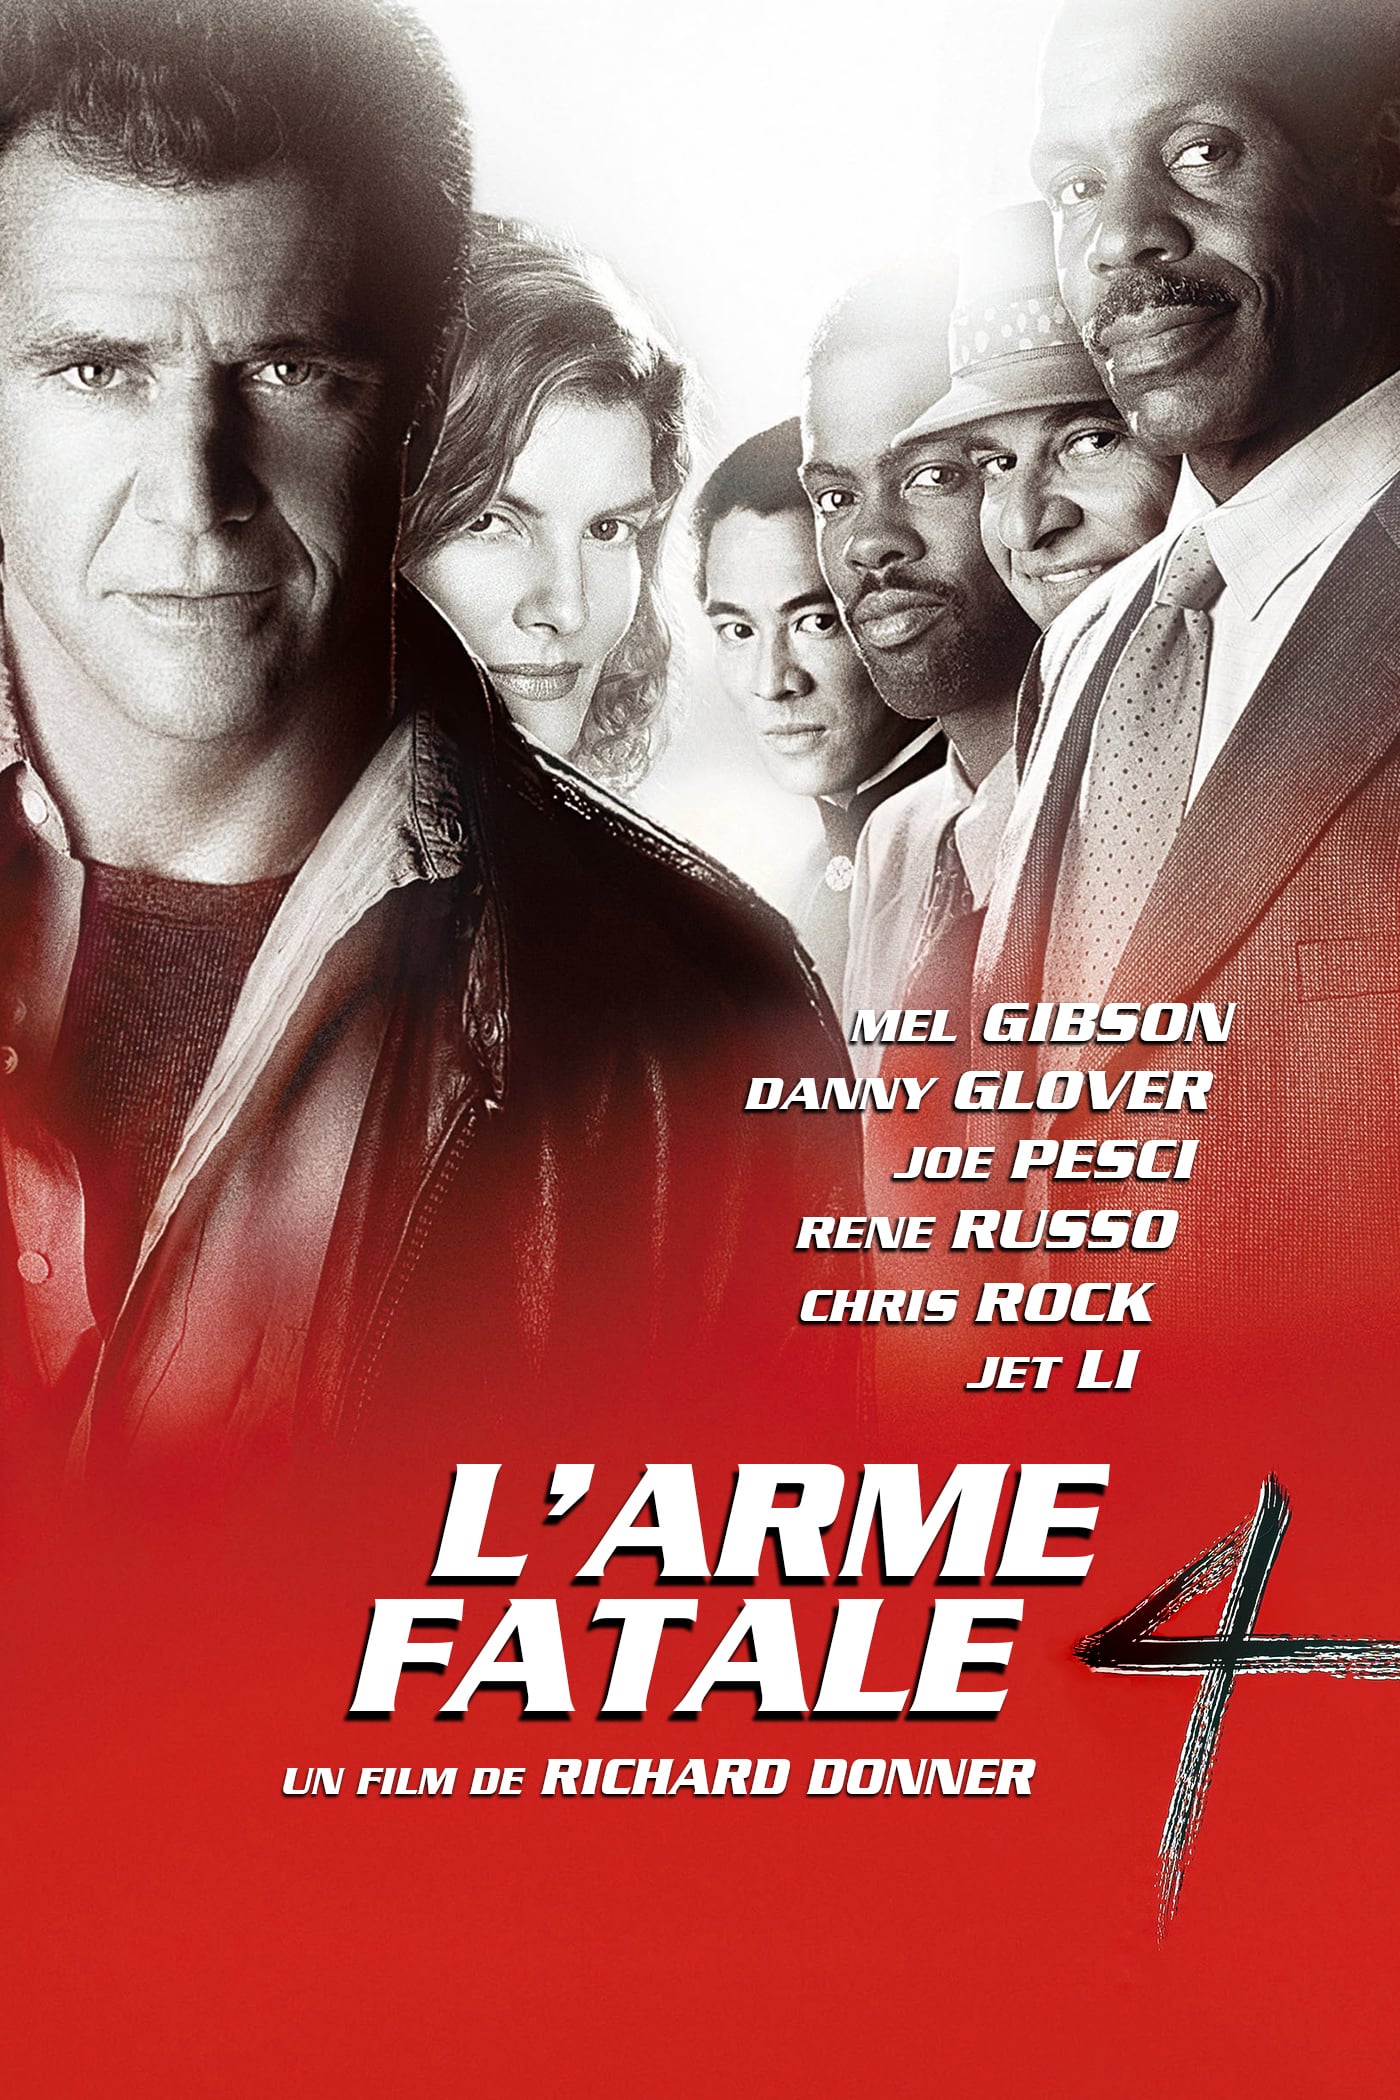 MEL GIBSON
DANNY GLOVER
JOE PESCI
RENE RUSSO
CHRIS ROCK
JET LI
L'ARME
FATALE 4
UN FILM DE RICHARD DONNER